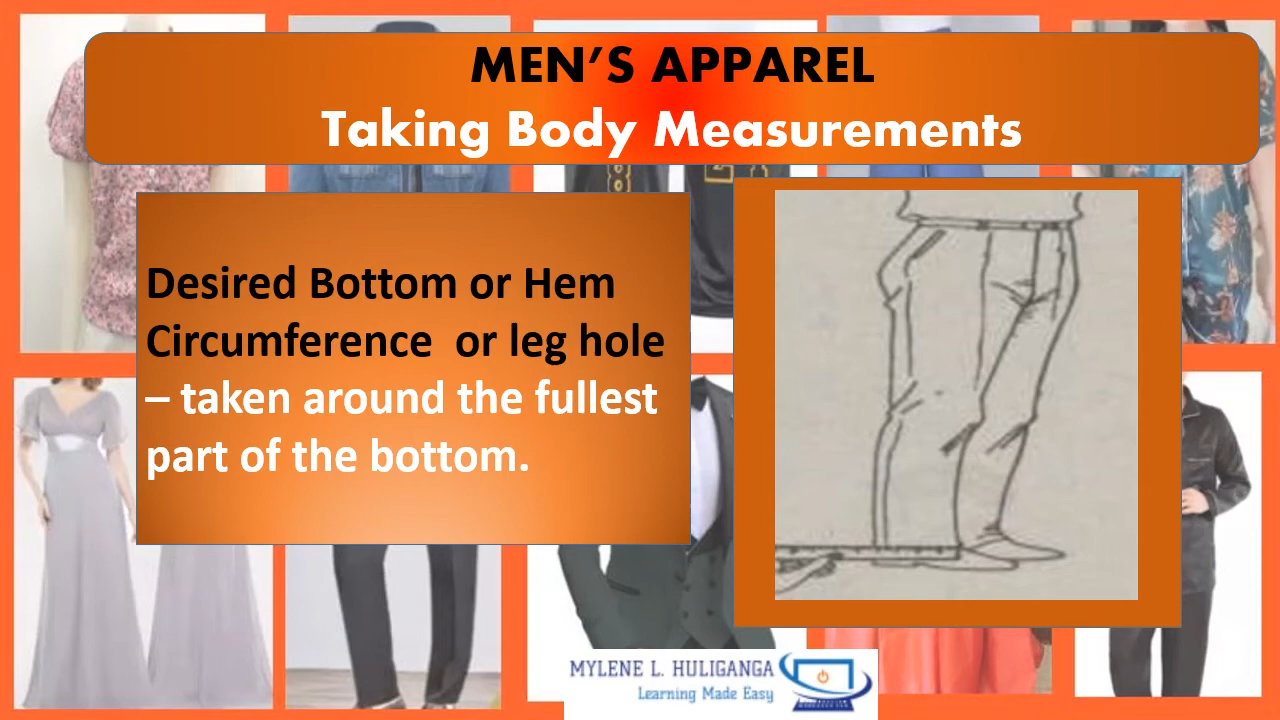 MEN’S APPAREL
Taking Body Measurements
Desired Bottom or Hem
Circumference or leg hole
– taken around the fullest
part of the bottom.
MYLENE L. HULIGANGA
Learning Made Easy